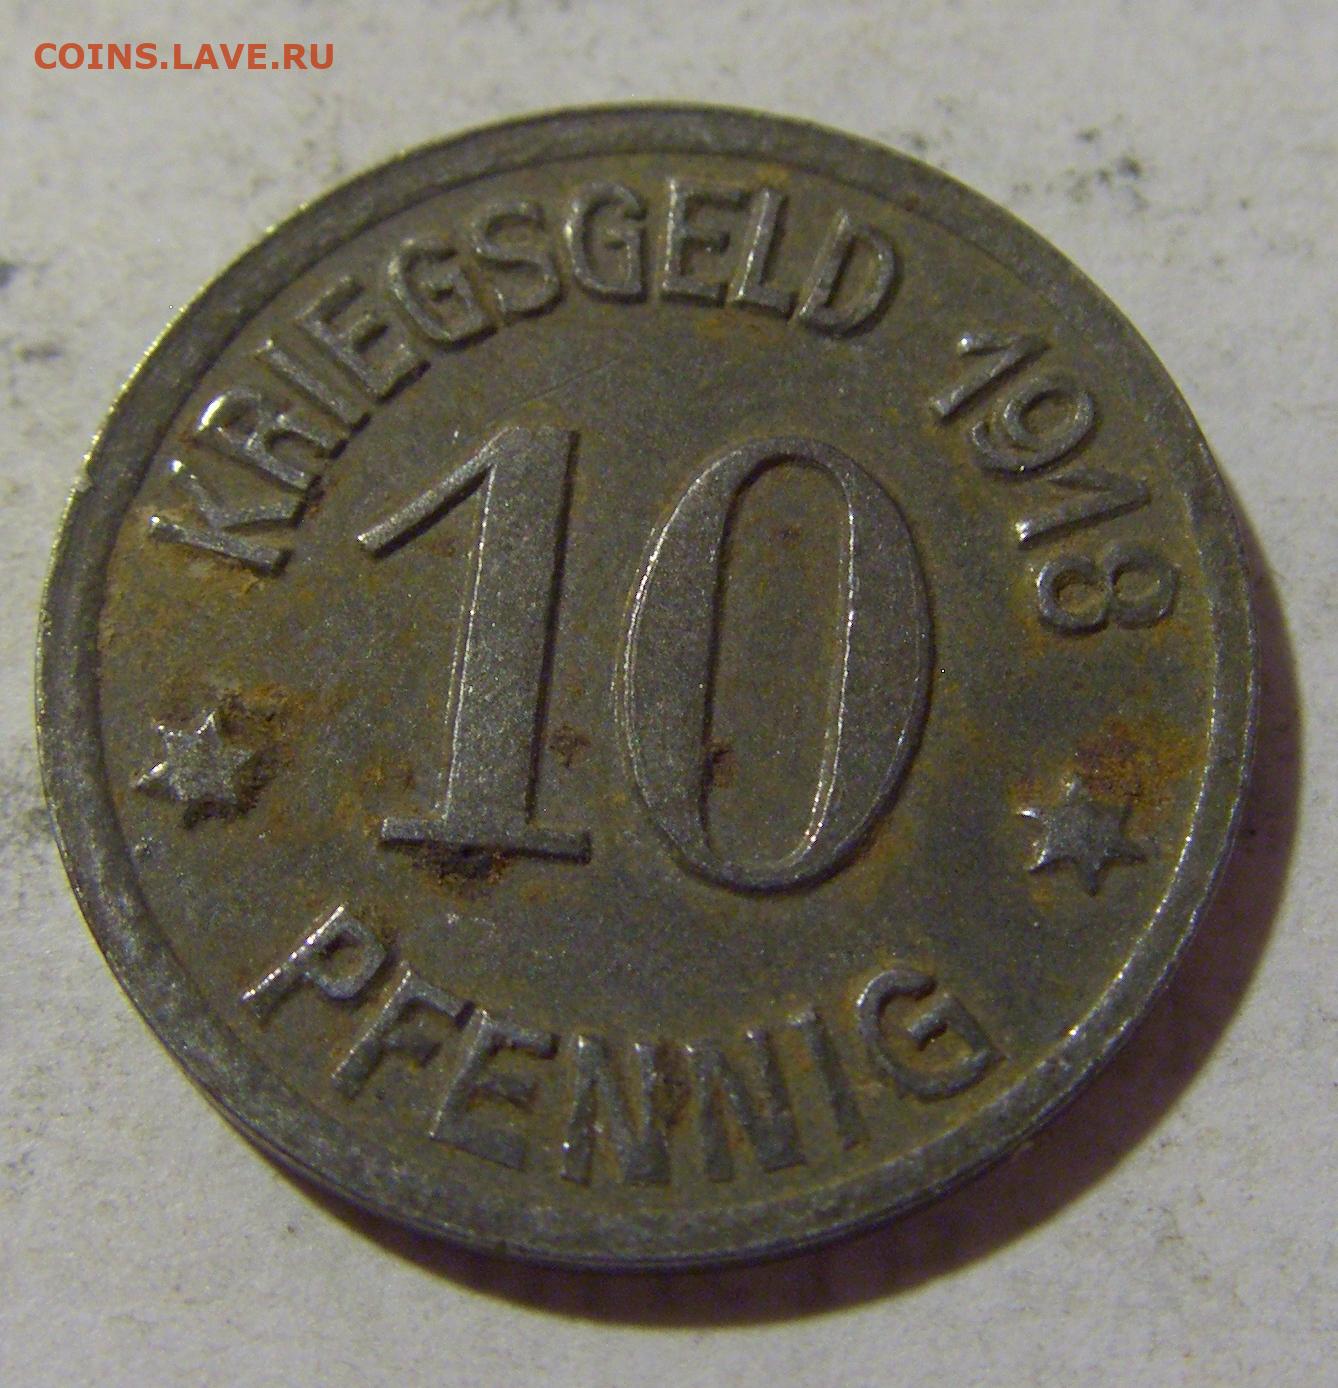 COINS.LAVE.RU
KRIEGSGELD 1918
10
PFENNIG